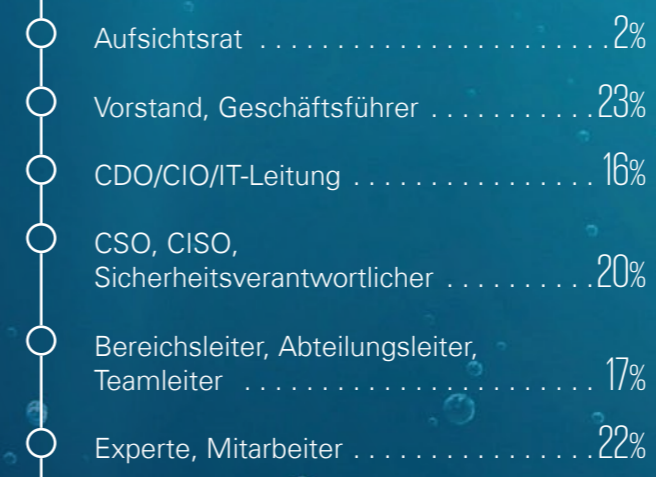 Aufsichtsrat . . . . . . . . . . . . . . . . . . . . . . . 2%
Vorstand, Geschäftsführer . . . . . . . . . . . 23%
CDO/CIO/IT-Leitung . . . . . . . . . . . . . . . . 16%
CSO, CISO,
Sicherheitsverantwortlicher . . . . . . . . . . 20%
Bereichsleiter, Abteilungsleiter,
Teamleiter . . . . . . . . . . . . . . . . . . . . . . . 17%
Experte, Mitarbeiter . . . . . . . . . . . . . . . . 22%